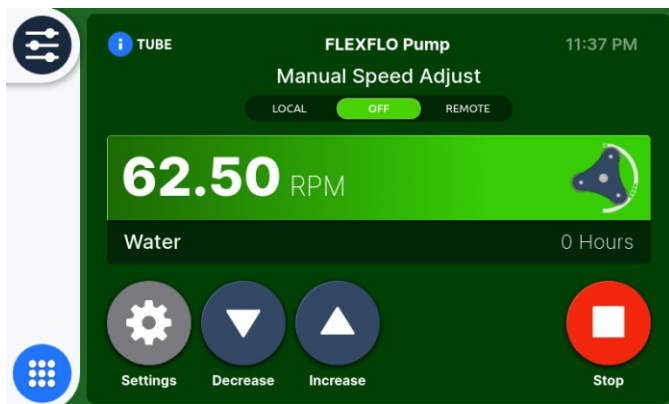 TUBE FLEXFLO Pump 11:37 PM
Manual Speed Adjust
LOCAL OFF REMOTE
62.50 RPM
Water 0 Hours
Settings Decrease Increase Stop